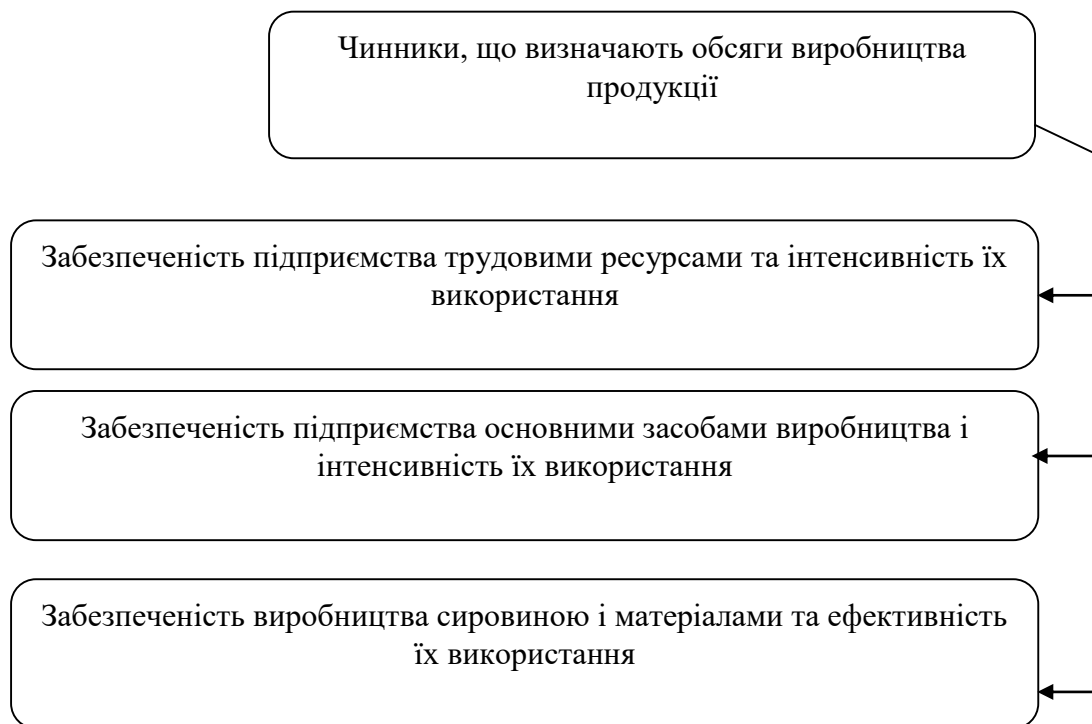 Чинники, що визначають обсяги виробництва
продукції
Забезпеченість підприємства трудовими ресурсами та інтенсивність їх
використання
Забезпеченість підприємства основними засобами виробництва і
інтенсивність їх використання
Забезпеченість виробництва сировиною і матеріалами та ефективність
їх використання